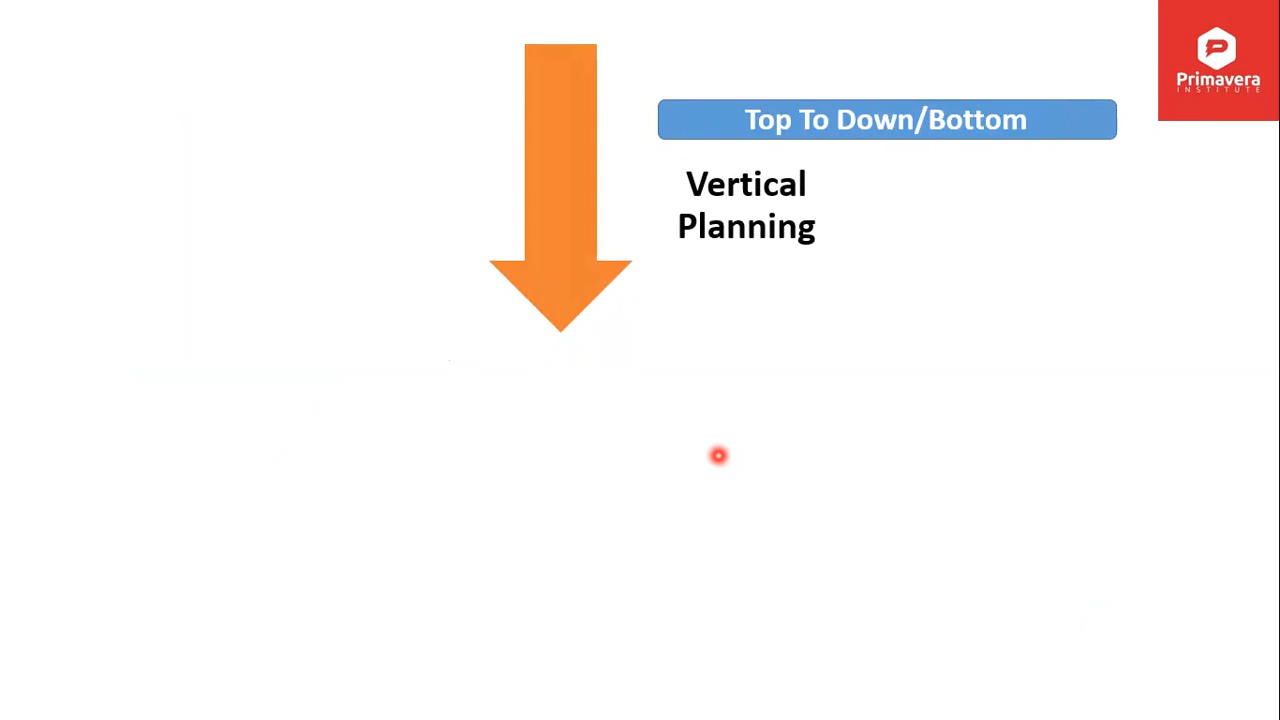 Primavera
INSTITUTE
Top To Down/Bottom
Vertical
Planning